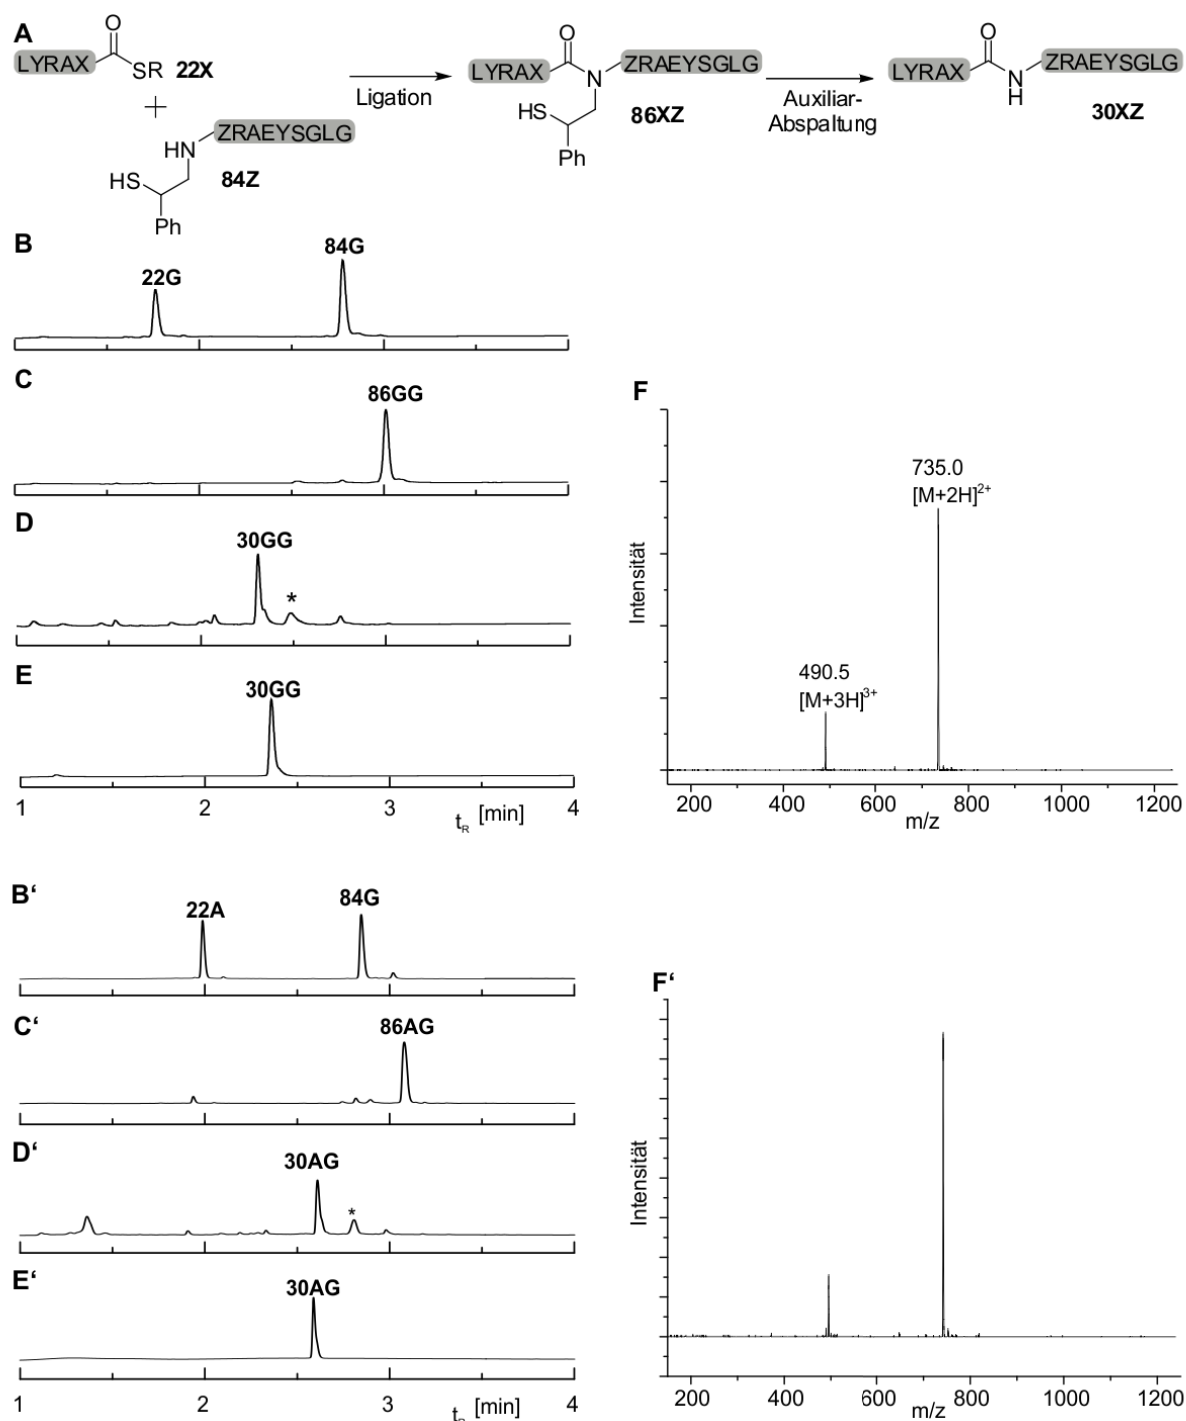 A
LYRAX
O
SR 22X
+
HN
ZRAEYSGLG
HS
84Z
Ph
Ligation
O
LYRAX
N
ZRAEYSGLG
HS
86XZ
Ph
Auxiliar-
Abspaltung
O
LYRAX
N
H
ZRAEYSGLG
30XZ
B
22G
84G
C
86GG
D
30GG
*
E
30GG
1 2 3 4
tR [min]
F
735.0
[M+2H]2+
490.5
[M+3H]3+
Intensität
200 400 600 800 1000 1200
m/z
B‘
22A
84G
C‘
86AG
D‘
30AG
*
E‘
30AG
1 2 3 4
tR [min]
F‘
Intensität
200 400 600 800 1000 1200
m/z